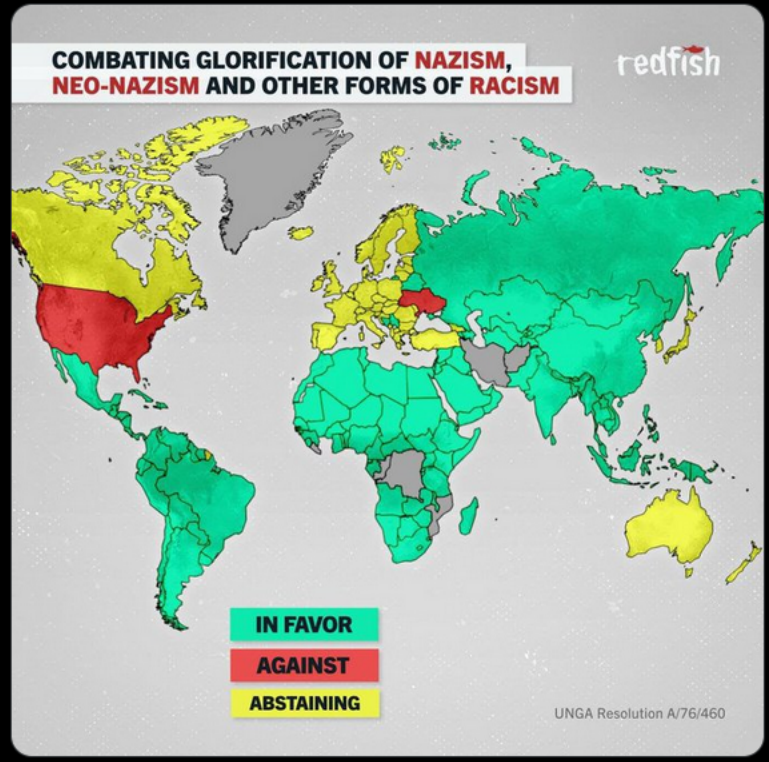 COMBATING GLORIFICATION OF NAZISM,
NEO-NAZISM AND OTHER FORMS OF RACISM
redfish
IN FAVOR
AGAINST
ABSTAINING
UNGA Resolution A/76/460